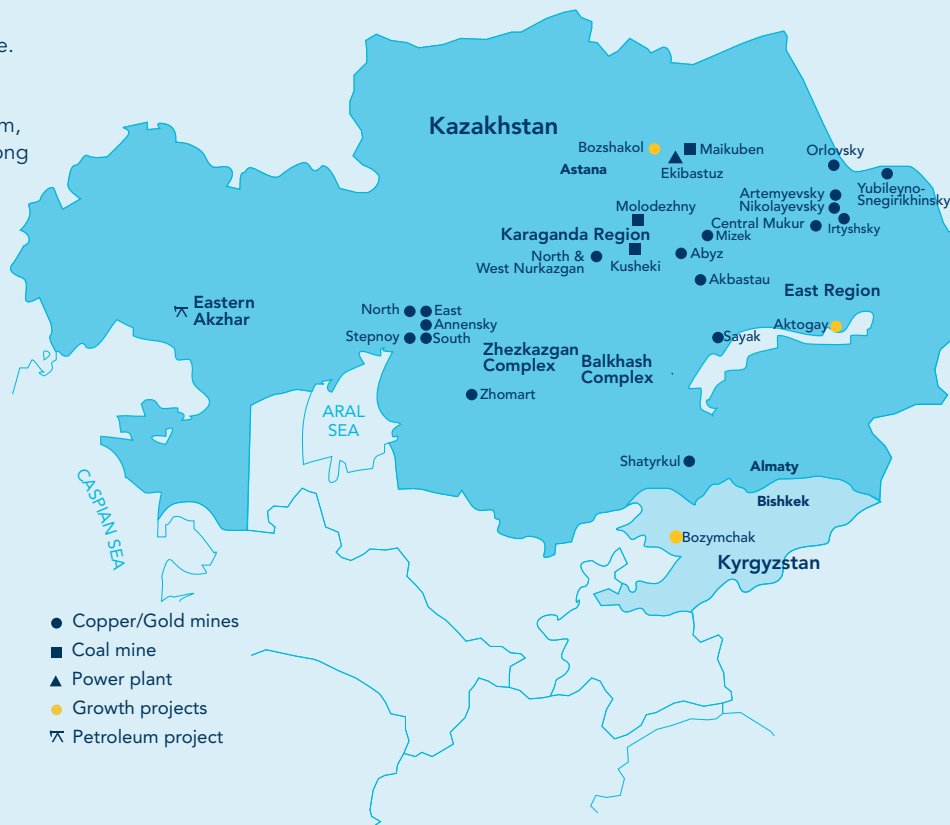 e.
m,
ong
Kazakhstan
Bozshakol
Maikuben
Astana
Ekibastuz
Orlovsky
Yubileyno-
Snegirikhinsky
Artemyevsky
Nikolayevsky
Molodezhny
Central Mukur
Irtyshsky
Karaganda Region
Mizek
North &
West Nurkazgan
Kusheki
Abyz
Akbastau
East Region
Eastern
Akzhar
North
East
Annensky
Stepnoy
South
Aktogay
Sayak
Zhezkazgan
Complex
Balkhash
Complex
Zhomart
ARAL
SEA
Shatyrkul
Almaty
Bishkek
CASPIAN SEA
Bozymchak
Kyrgyzstan
Copper/Gold mines
Coal mine
Power plant
Growth projects
Petroleum project